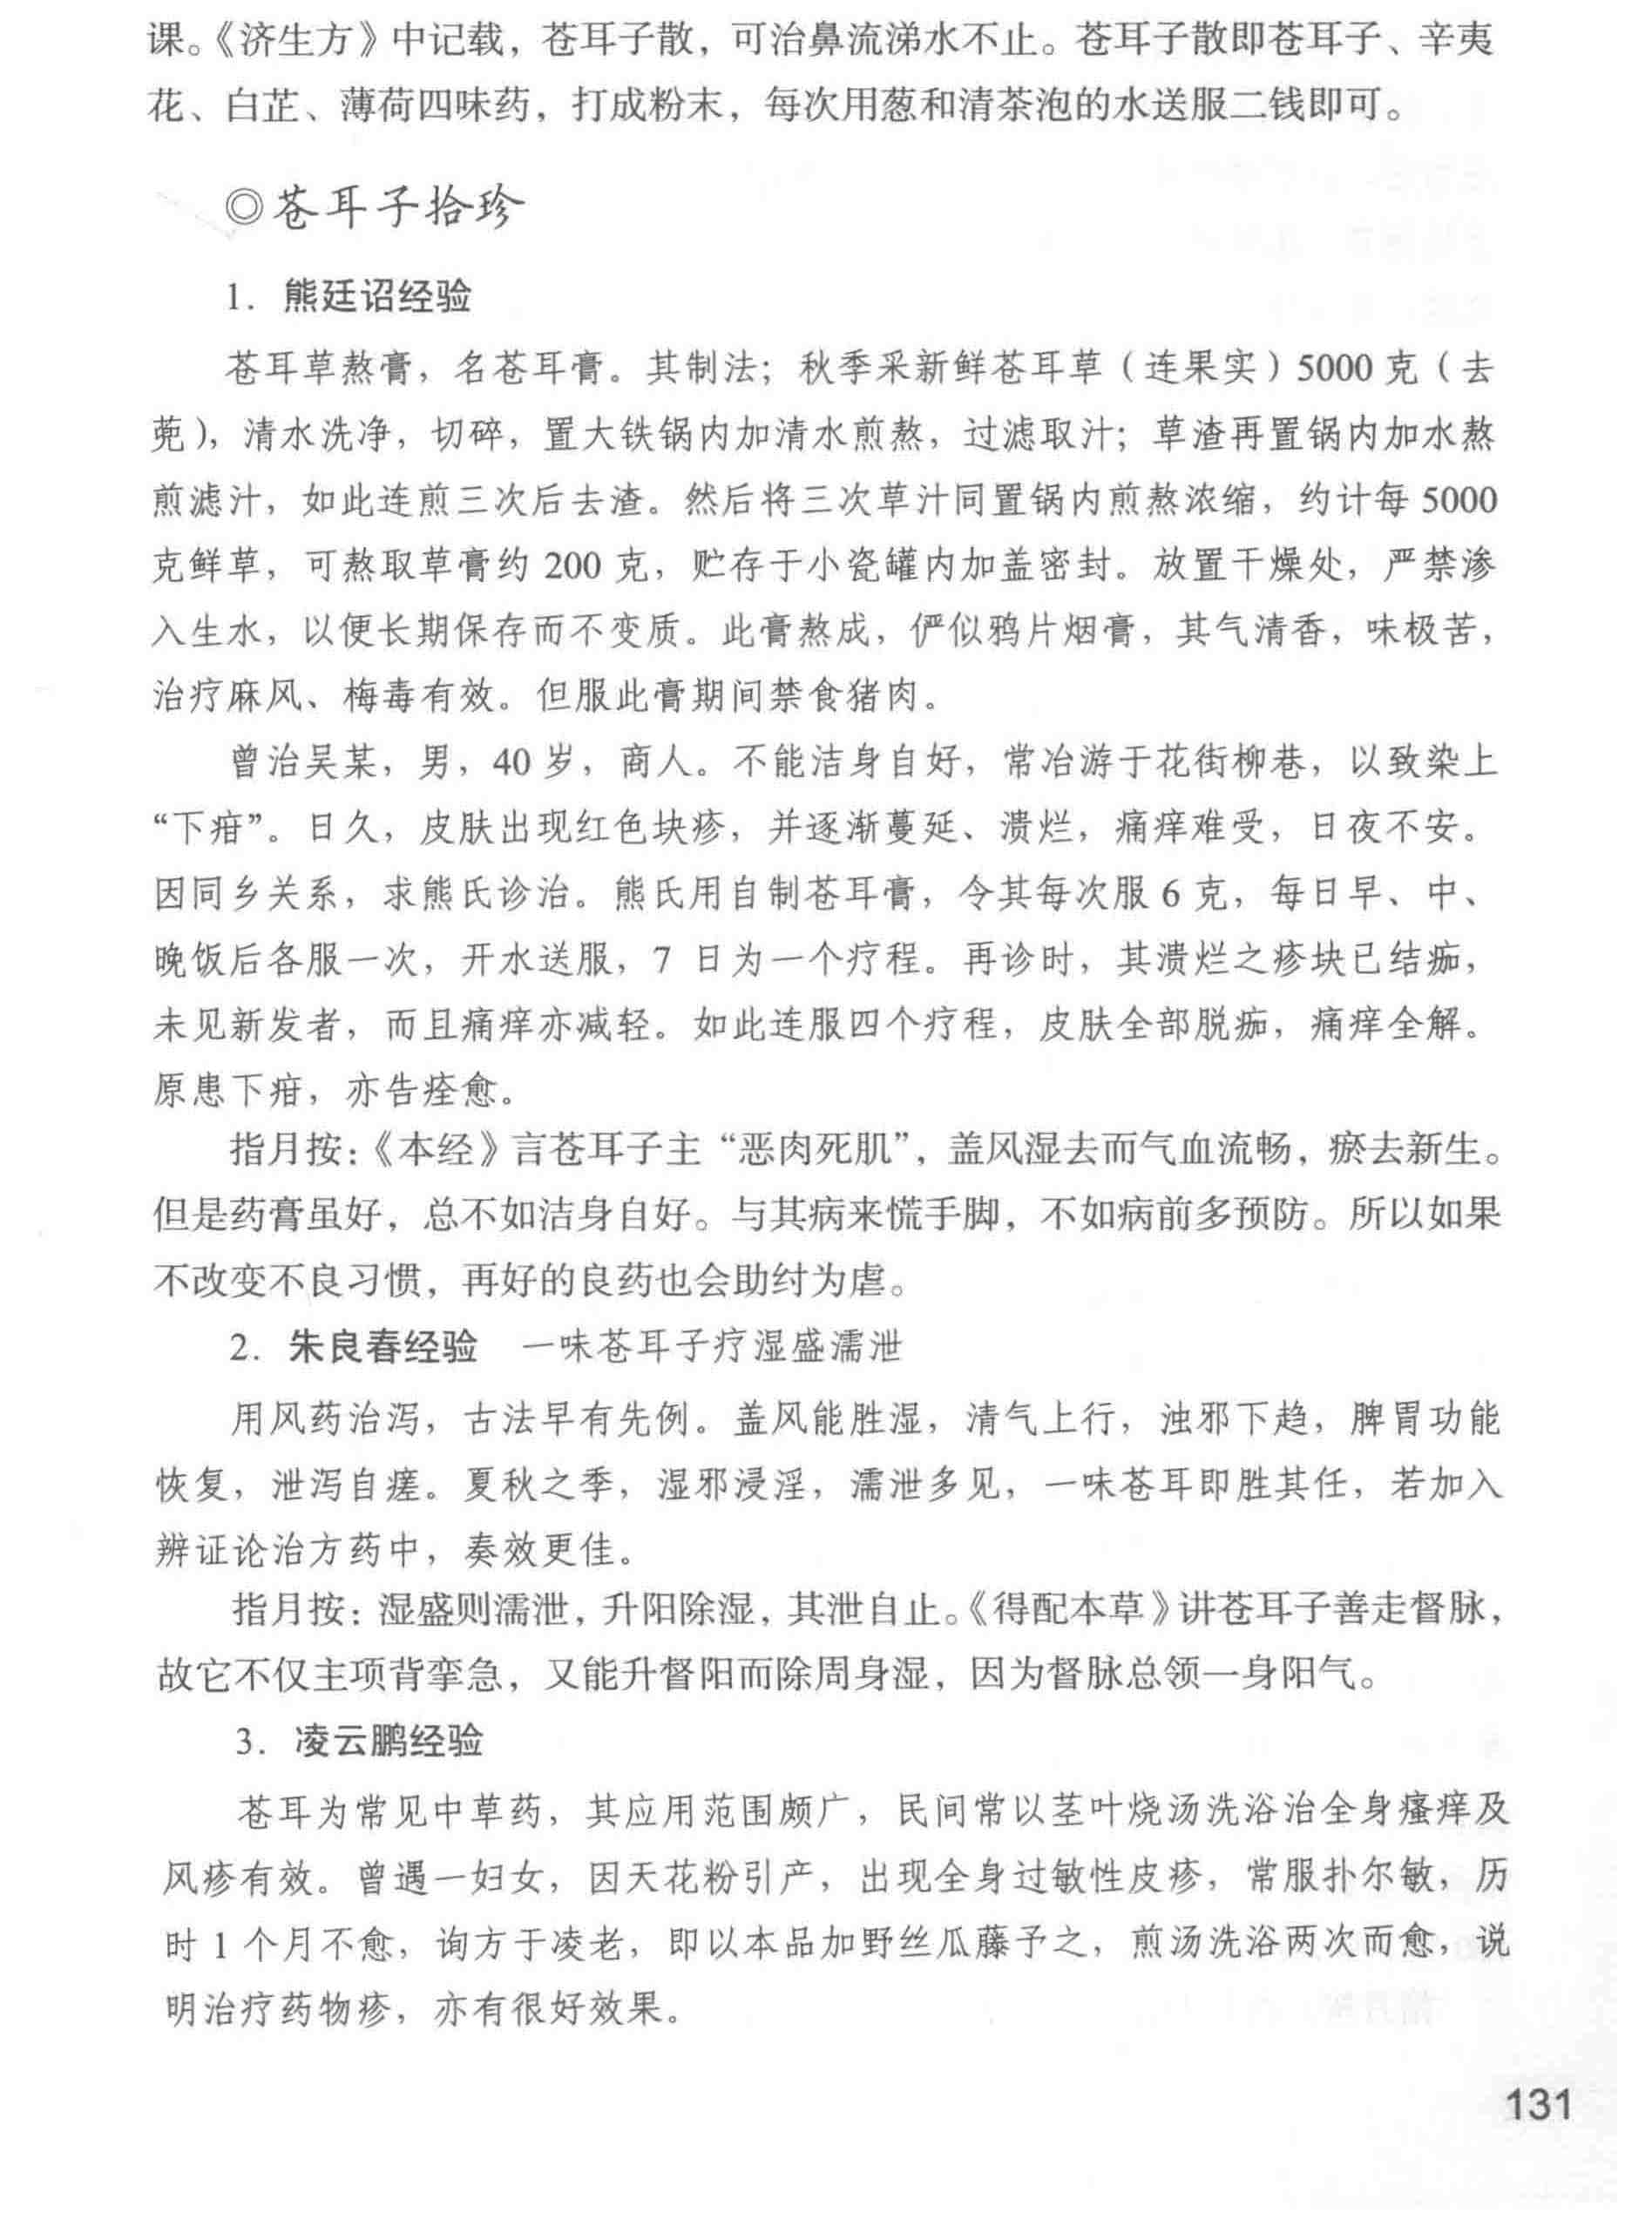 课。《济生方》中记载，苍耳子散，可治鼻流涕水不止。苍耳子散即苍耳子、辛夷
花、白芷、薄荷四味药，打成粉末，每次用葱和清茶泡的水送服二钱即可。
◎苍耳子拾珍
1. 熊廷诏经验
苍耳草熬膏，名苍耳膏。其制法；秋季采新鲜苍耳草（连果实）5000 克（去
蔸），清水洗净，切碎，置大铁锅内加清水煎熬，过滤取汁；草渣再置锅内加水熬
煎滤汁，如此连煎三次后去渣。然后将三次草汁同置锅内煎熬浓缩，约计每 5000
克鲜草，可熬取草膏约 200 克，贮存于小瓷罐内加盖密封。放置干燥处，严禁渗
入生水，以便长期保存而不变质。此膏熬成，俨似鸦片烟膏，其气清香，味极苦，
治疗麻风、梅毒有效。但服此膏期间禁食猪肉。
曾治吴某，男，40 岁，商人。不能洁身自好，常冶游于花街柳巷，以致染上
“下疳”。日久，皮肤出现红色块疹，并逐渐蔓延、溃烂，痛痒难受，日夜不安。
因同乡关系，求熊氏诊治。熊氏用自制苍耳膏，令其每次服 6 克，每日早、中、
晚饭后各服一次，开水送服，7 日为一个疗程。再诊时，其溃烂之疹块已结痂，
未见新发者，而且痛痒亦减轻。如此连服四个疗程，皮肤全部脱痂，痛痒全解。
原患下疳，亦告痊愈。
指月按：《本经》言苍耳子主“恶肉死肌”，盖风湿去而气血流畅，瘀去新生。
但是药膏虽好，总不如洁身自好。与其病来慌手脚，不如病前多预防。所以如果
不改变不良习惯，再好的良药也会助纣为虐。
2. 朱良春经验 一味苍耳子疗湿盛濡泄
用风药治泻，古法早有先例。盖风能胜湿，清气上行，浊邪下趋，脾胃功能
恢复，泄泻自瘥。夏秋之季，湿邪浸淫，濡泄多见，一味苍耳即胜其任，若加入
辨证论治方药中，奏效更佳。
指月按：湿盛则濡泄，升阳除湿，其泄自止。《得配本草》讲苍耳子善走督脉，
故它不仅主项背挛急，又能升督阳而除周身湿，因为督脉总领一身阳气。
3. 凌云鹏经验
苍耳为常见中草药，其应用范围颇广，民间常以茎叶烧汤洗浴治全身瘙痒及
风疹有效。曾遇一妇女，因天花粉引产，出现全身过敏性皮疹，常服扑尔敏，历
时 1 个月不愈，询方于凌老，即以本品加野丝瓜藤予之，煎汤洗浴两次而愈，说
明治疗药物疹，亦有很好效果。
131